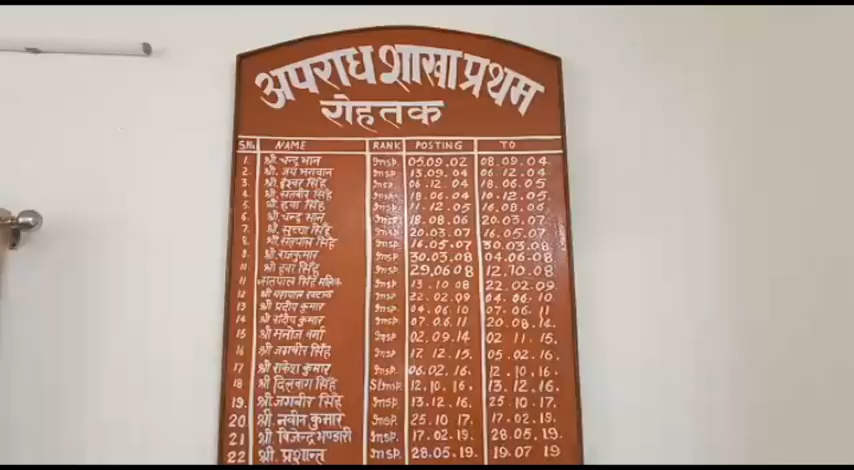 अपराध शाखा प्रथम
रोहतक
S.No NAME RANK POSTING TO
1. श्री. चन्द्र भान Insp. 05.09.02 08.09.04
2. श्री. जय भगवान Insp. 13.09.04 06.12.04
3. श्री. ईश्वर सिंह Insp 06.12.04 18.06.05
4. श्री. सतबीर सिंह Insp. 18.06.04 10.12.05
5. श्री. हवा सिंह Insp. 11.12.05 16.08.06
6. श्री. चन्द्र भान Insp. 18.08.06 20.03.07
7. श्री. सुच्चा सिंह Insp. 20.03.07 16.05.07
8. श्री. सतपाल सिंह Insp. 16.05.07 30.03.08
9. श्री. राजकुमार Insp. 30.03.08 04.06.08
10. श्री हवा सिंह Insp. 29.06 08 12.10.08
11 सतपाल सिंह मलिक Insp. 13.10 08 22.02.09
12 श्री यशपाल Insp. 22.02.09 04.06.10
13 श्री प्रदीप कुमार Insp. 04.06.10 07.06.11
14 श्री संदीप कुमार Insp. 07.06.11 20.08.14.
15 श्री मनोज वर्मा Insp. 02.09.14 02 11.15.
16 श्री जगबीर सिंह Insp 17 12.15. 05.02.16.
17 श्री राकेश कुमार Insp. 06.02.16. 12.10.16.
18 श्री दिलबाग सिंह S/Insp. 12.10.16. 13.12.16.
19. श्री. जगबीर सिंह Insp. 13.12.16. 25.10.17.
20 श्री. नवीन कुमार Insp. 25.10 17. 17.02.19.
21 श्री. विजेन्द्र भण्डारी Insp. 17.02.19. 28.05.19.
22 श्री. प्रशान्त Insp. 28.05.19. 19.07 19